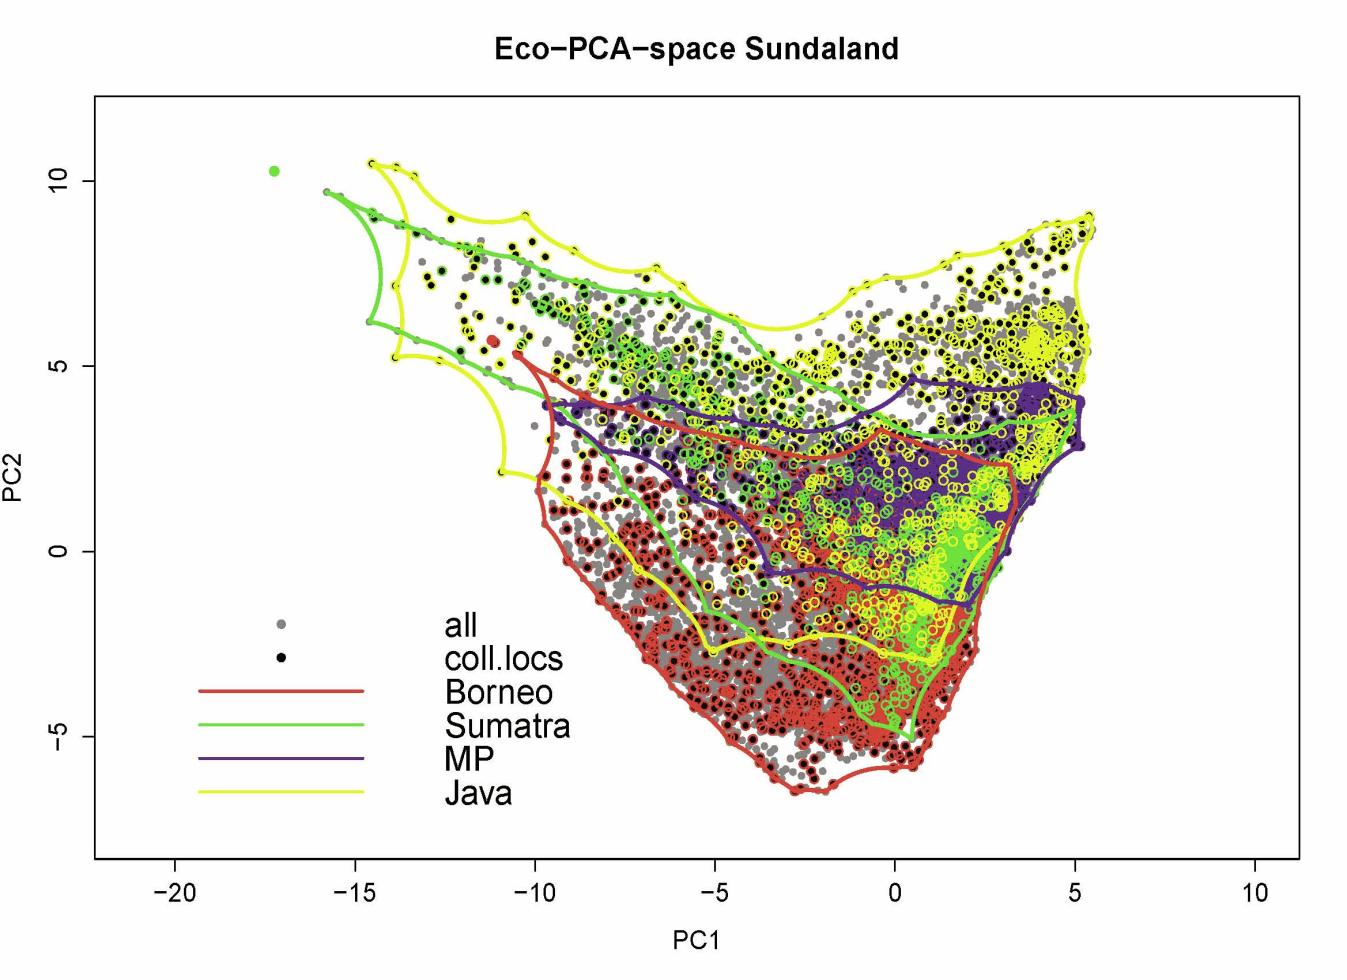 Eco−PCA−space Sundaland
PC2
10
5
0
−5
all
coll.locs
Borneo
Sumatra
MP
Java
−20 −15 −10 −5 0 5 10
PC1